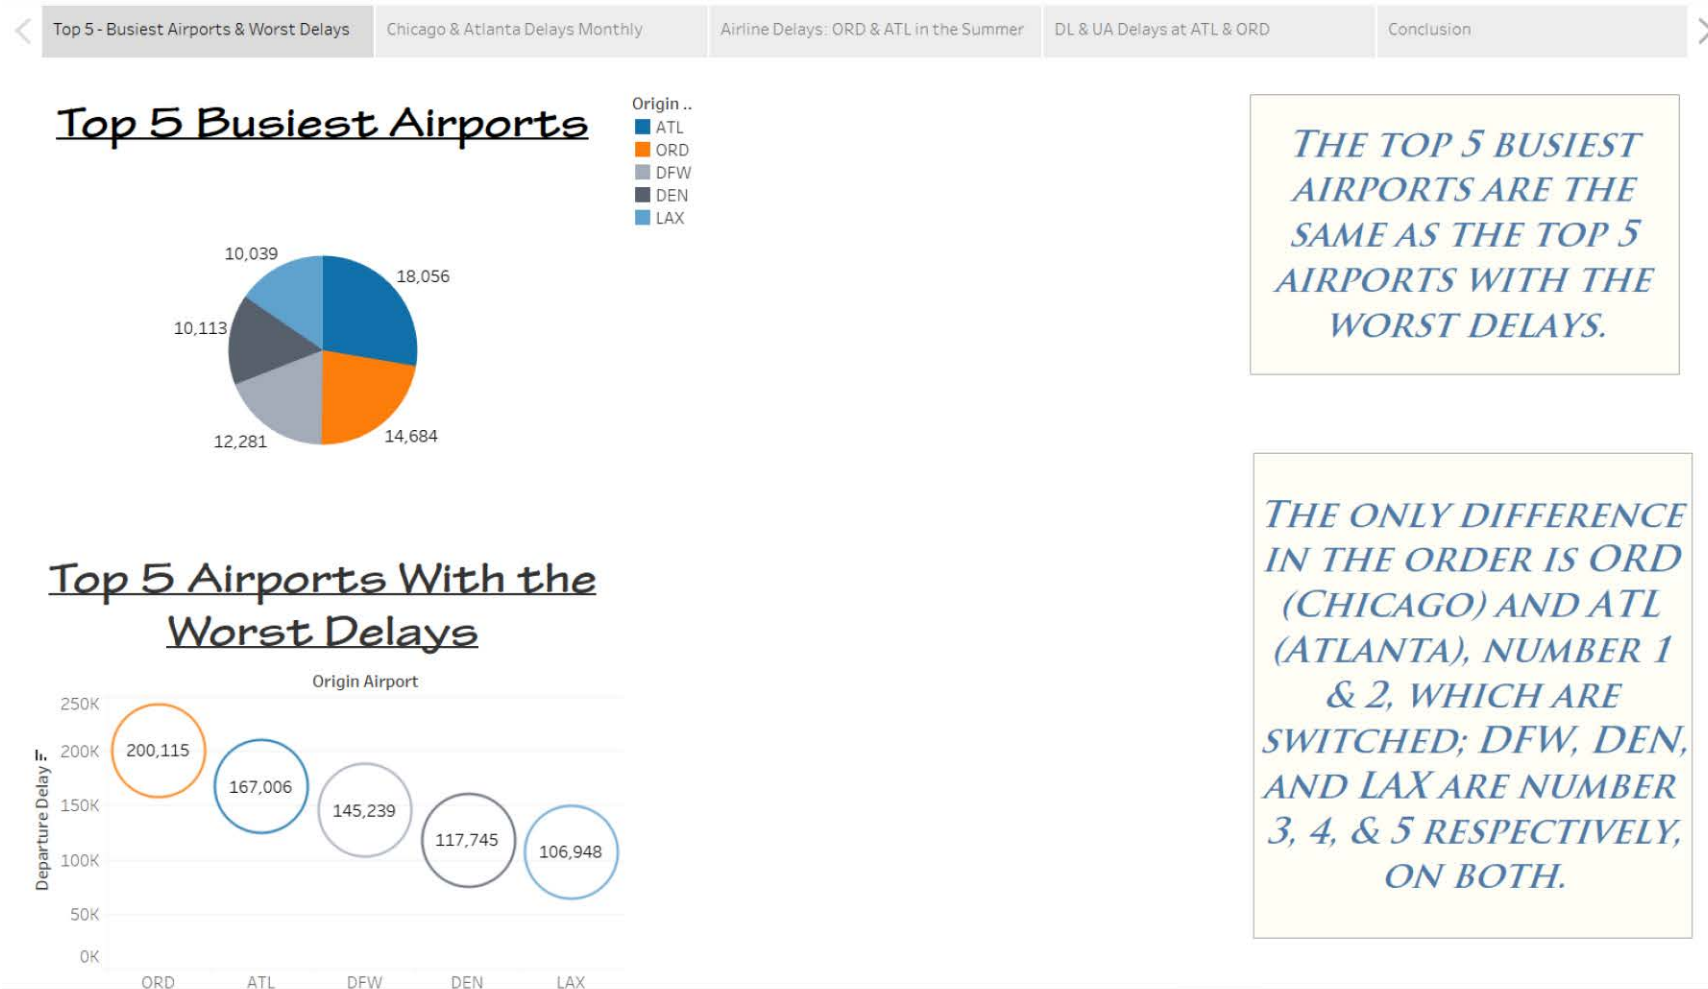 Top 5 - Busiest Airports & Worst Delays
Chicago & Atlanta Delays Monthly
Airline Delays: ORD & ATL in the Summer
DL & UA Delays at ATL & ORD
Conclusion
Top 5 Busiest Airports
Origin ..
ATL
ORD
DFW
DEN
LAX
10,039
18,056
10,113
12,281
14,684
Top 5 Airports With the
Worst Delays
Origin Airport
Departure Delay
250K
200K
150K
100K
50K
0K
200,115
167,006
145,239
117,745
106,948
ORD
ATL
DFW
DEN
LAX
THE TOP 5 BUSIEST
AIRPORTS ARE THE
SAME AS THE TOP 5
AIRPORTS WITH THE
WORST DELAYS.
THE ONLY DIFFERENCE
IN THE ORDER IS ORD
(CHICAGO) AND ATL
(ATLANTA), NUMBER 1
& 2, WHICH ARE
SWITCHED; DFW, DEN,
AND LAX ARE NUMBER
3, 4, & 5 RESPECTIVELY,
ON BOTH.